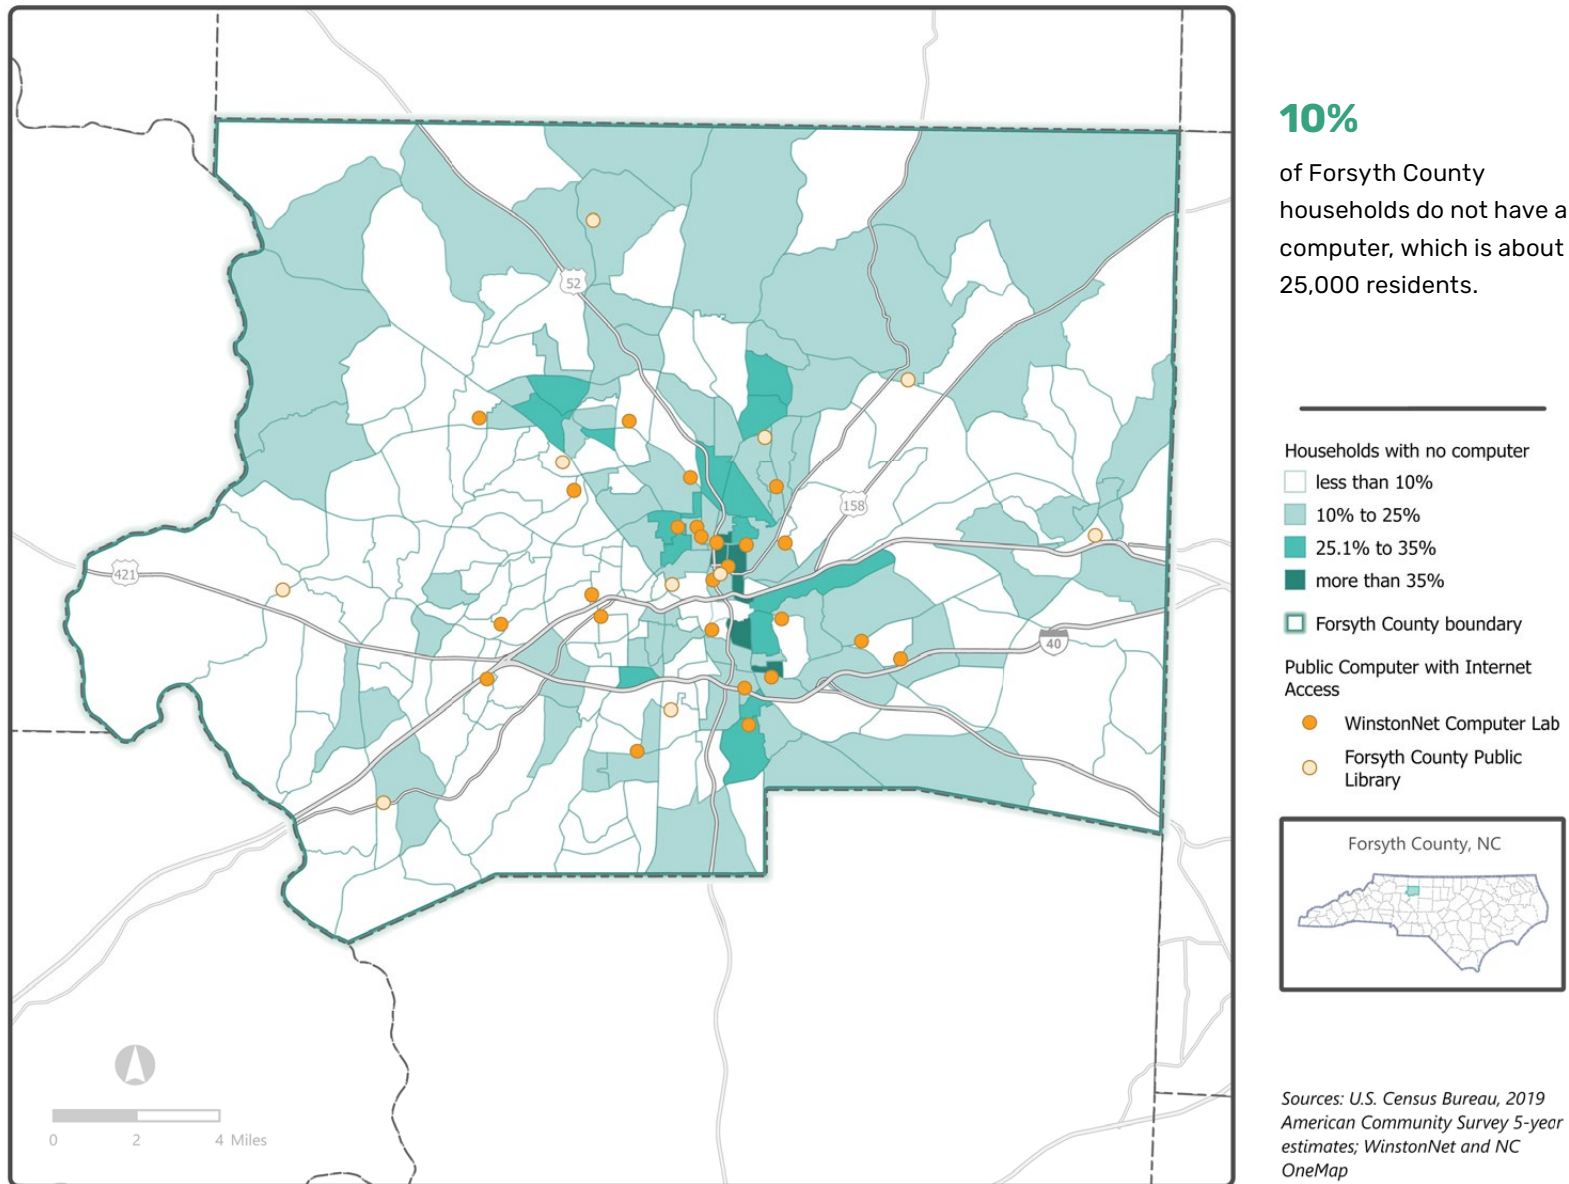 10%
of Forsyth County
households do not have a
computer, which is about
25,000 residents.
52
158
421
40
Households with no computer
less than 10%
10% to 25%
25.1% to 35%
more than 35%
Forsyth County boundary
Public Computer with Internet
Access
WinstonNet Computer Lab
Forsyth County Public
Library
Forsyth County, NC
0 2 4 Miles
Sources: U.S. Census Bureau, 2019
American Community Survey 5-year
estimates; WinstonNet and NC
OneMap